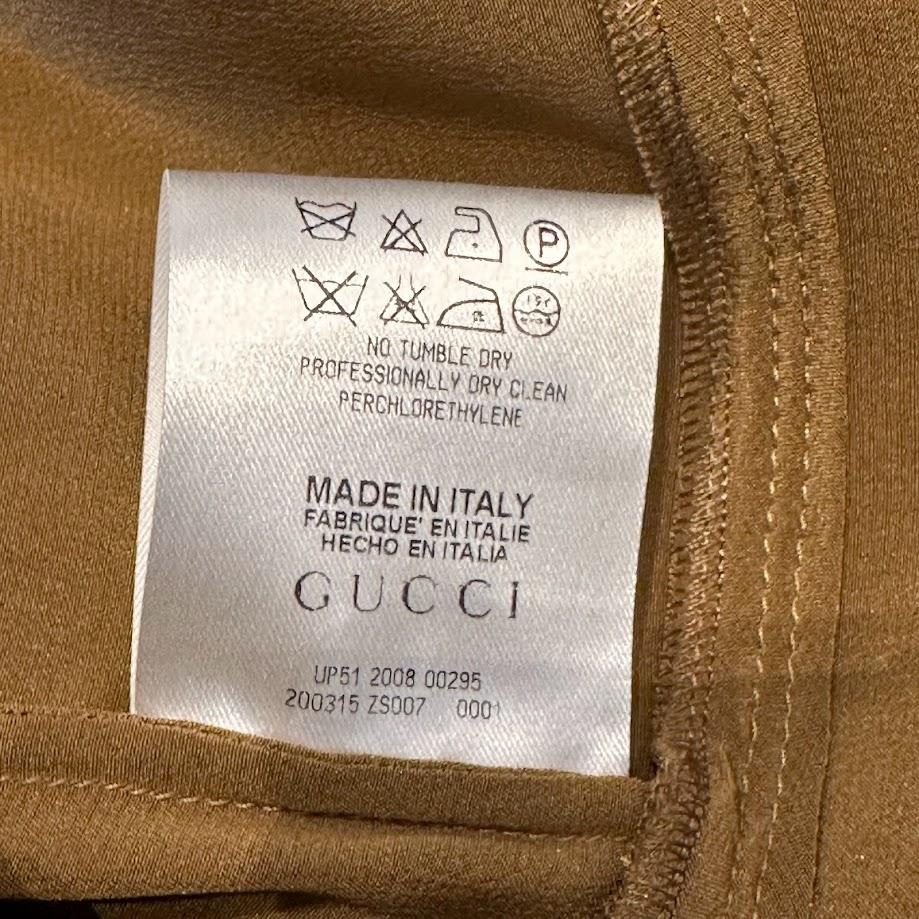 P
NO TUMBLE DRY
PROFESSIONALLY DRY CLEAN
PERCHLORETHYLENE
MADE IN ITALY
FABRIQUE' EN ITALIE
HECHO EN ITALIA
GUCCI
UP51 2008 00295
200315 ZS007 0001